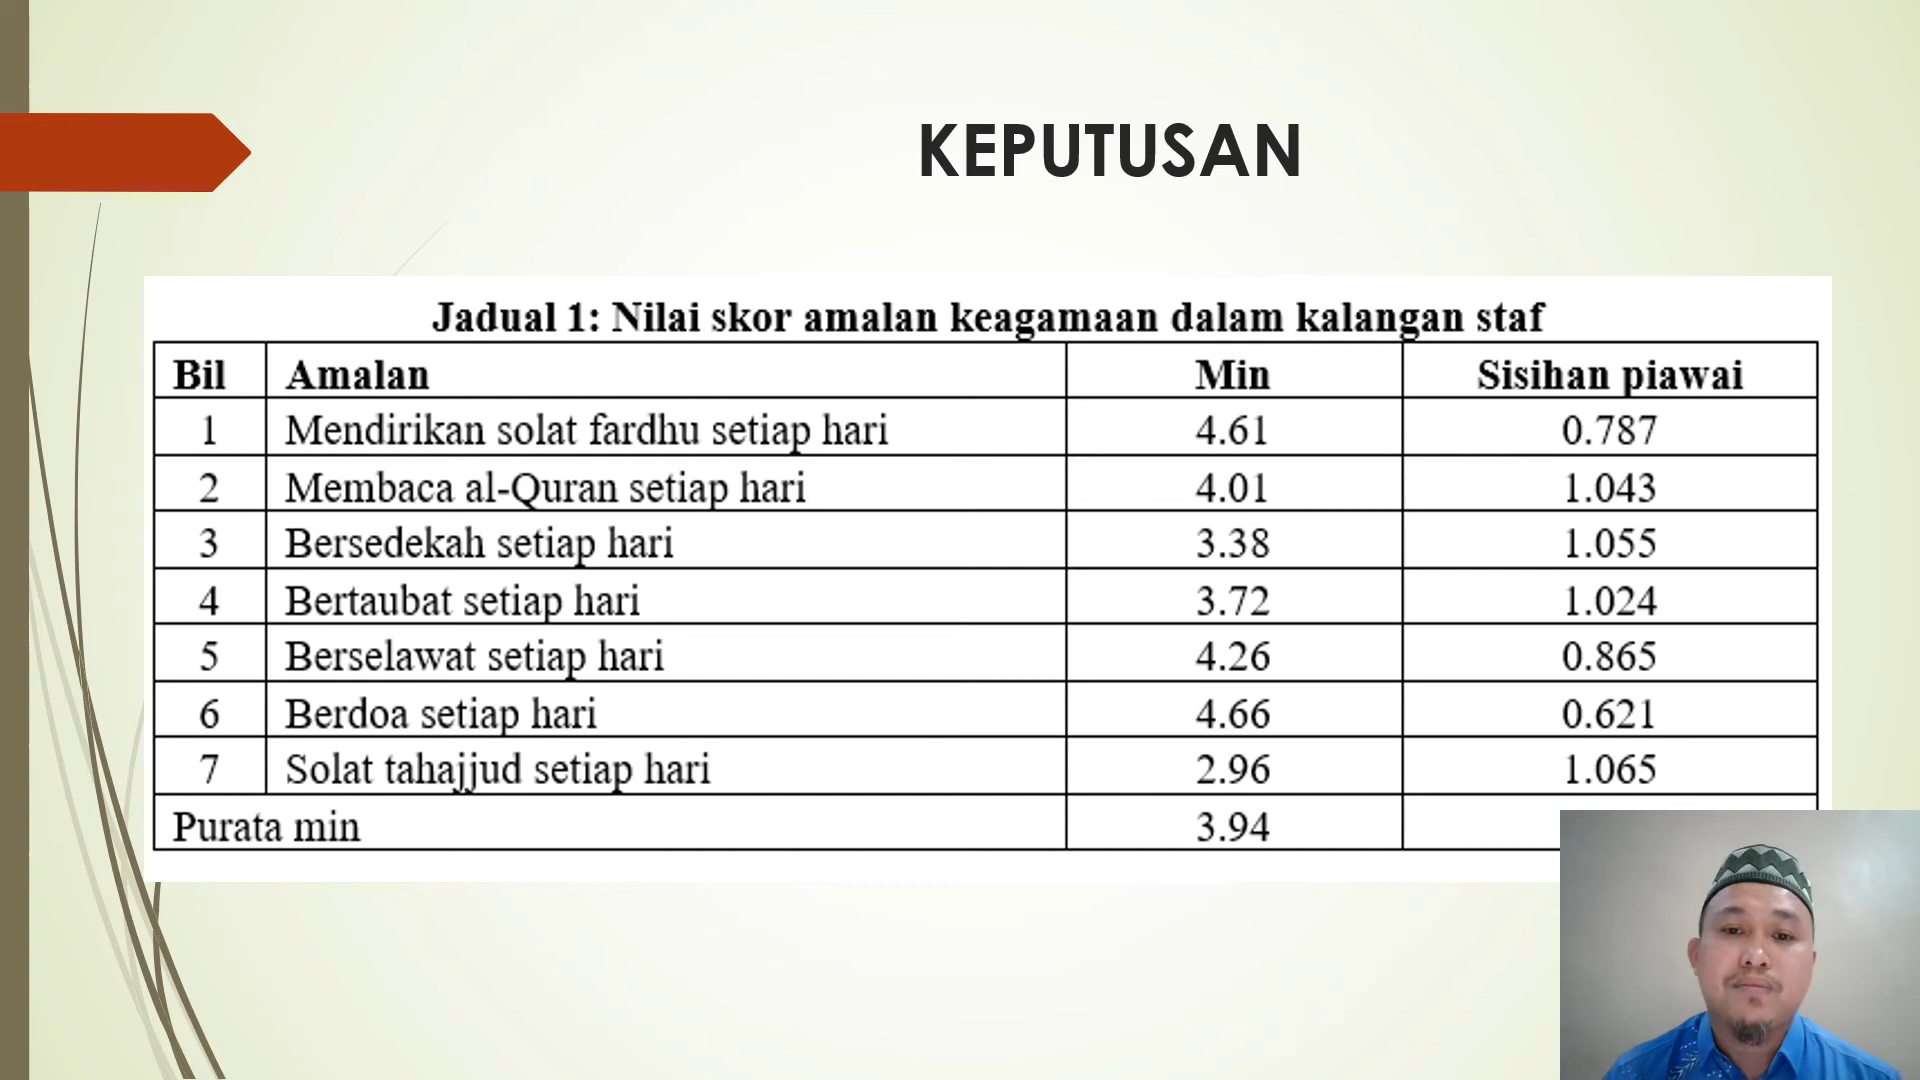 KEPUTUSAN
Jadual 1: Nilai skor amalan keagamaan dalam kalangan staf
Bil Amalan Min Sisihan piawai
1 Mendirikan solat fardhu setiap hari 4.61 0.787
2 Membaca al-Quran setiap hari 4.01 1.043
3 Bersedekah setiap hari 3.38 1.055
4 Bertaubat setiap hari 3.72 1.024
5 Berselawat setiap hari 4.26 0.865
6 Berdoa setiap hari 4.66 0.621
7 Solat tahajjud setiap hari 2.96 1.065
Purata min 3.94